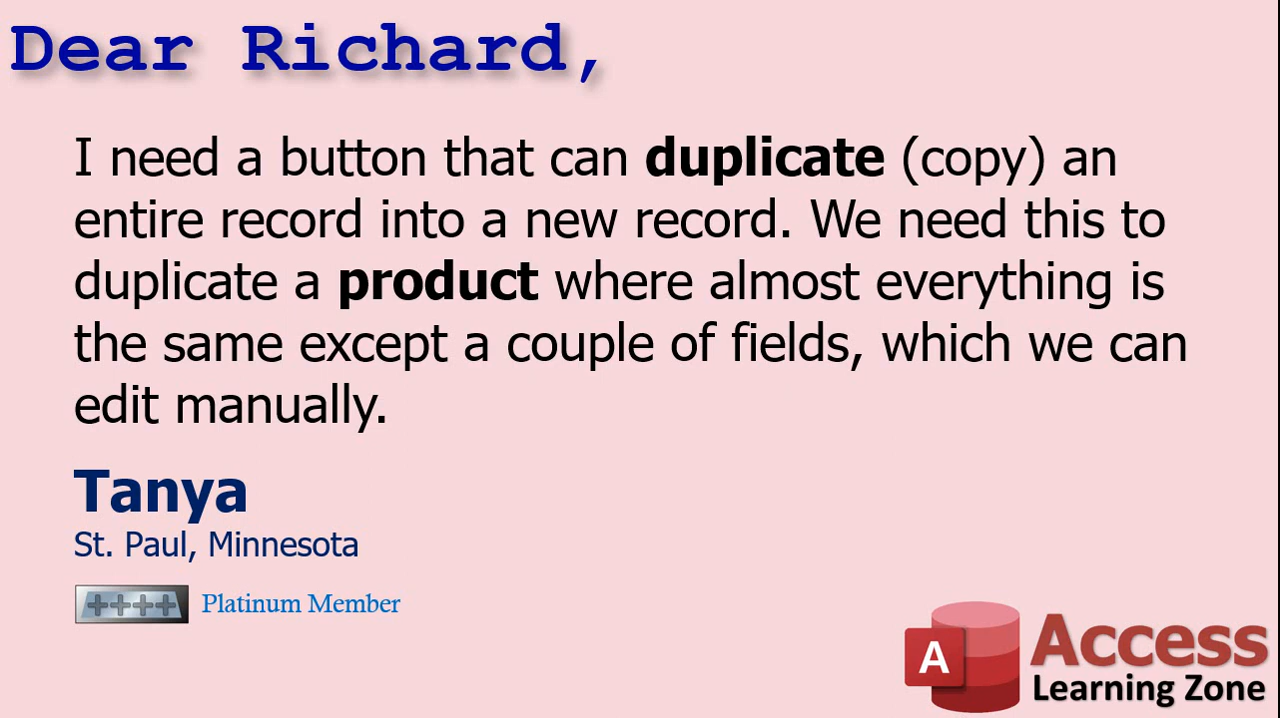 Dear Richard,
I need a button that can duplicate (copy) an
entire record into a new record. We need this to
duplicate a product where almost everything is
the same except a couple of fields, which we can
edit manually.
Tanya
St. Paul, Minnesota
Platinum Member
A Access
Learning Zone